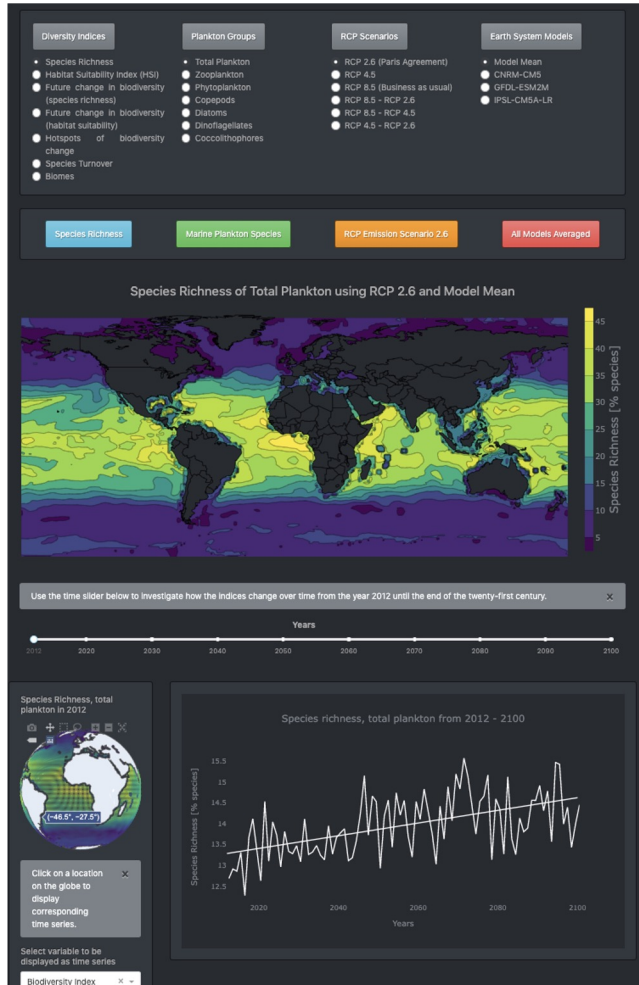 Diversity Indices
Species Richness
Habitat Suitability Index (HSI)
Future change in biodiversity
(species richness)
Future change in biodiversity
(habitat suitability)
Hotspots of biodiversity
change
Species Turnover
Biomes
Plankton Groups
Total Plankton
Zooplankton
Phytoplankton
Copepods
Diatoms
Dinoflagellates
Coccolithophores
RCP Scenarios
RCP 2.6 (Paris Agreement)
RCP 4.5
RCP 8.5 (Business as usual)
RCP 8.5 - RCP 2.6
RCP 8.5 - RCP 4.5
RCP 4.5 - RCP 2.6
Earth System Models
Model Mean
CNRM-CM5
GFDL-ESM2M
IPSL-CM5A-LR
Species Richness
Marine Plankton Species
RCP Emission Scenario 2.6
All Models Averaged
Species Richness of Total Plankton using RCP 2.6 and Model Mean
45
40
35
30
25
20
15
10
5
Species Richness [% species]
Use the time slider below to investigate how the indices change over time from the year 2012 until the end of the twenty-first century. ×
Years
2012 2020 2030 2040 2050 2060 2070 2080 2090 2100
Species Richness, total
plankton in 2012
(−46.5°, −27.5°)
Click on a location ×
on the globe to
display
corresponding
time series.
Select variable to be
displayed as time series
Biodiversity Index ×
Species richness, total plankton from 2012 - 2100
Species Richness [% species]
15.5
15
14.5
14
13.5
13
12.5
2020 2040 2060 2080 2100
Years